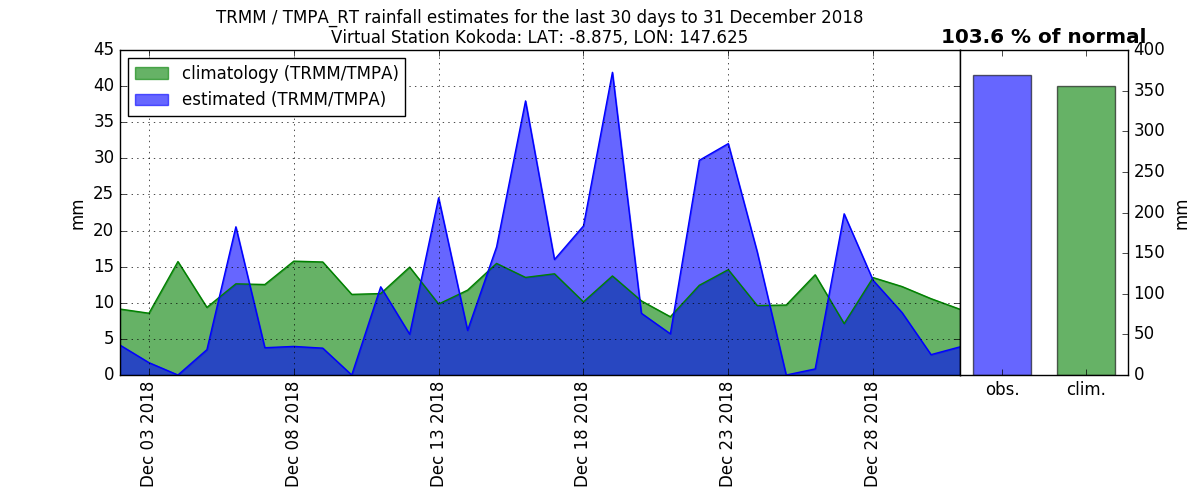 TRMM / TMPA_RT rainfall estimates for the last 30 days to 31 December 2018
Virtual Station Kokoda: LAT: -8.875, LON: 147.625
103.6 % of normal
climatology (TRMM/TMPA)
estimated (TRMM/TMPA)
45
40
35
30
25
20
15
10
5
0
mm
400
350
300
250
200
150
100
50
0
mm
Dec 03 2018
Dec 08 2018
Dec 13 2018
Dec 18 2018
Dec 23 2018
Dec 28 2018
obs.
clim.